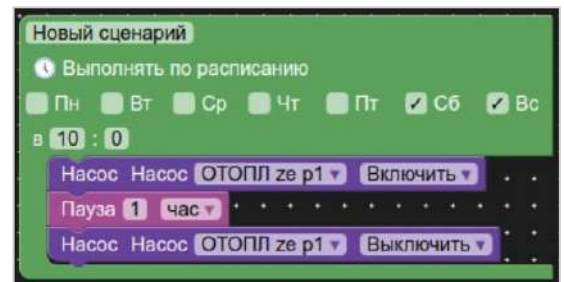 Новый сценарий
Выполнять по расписанию
Пн Вт Ср Чт Пт Сб Вс
в 10 : 0
Насос Насос ОТОПЛ ze p1 Включить
Пауза 1 час
Насос Насос ОТОПЛ ze p1 Выключить